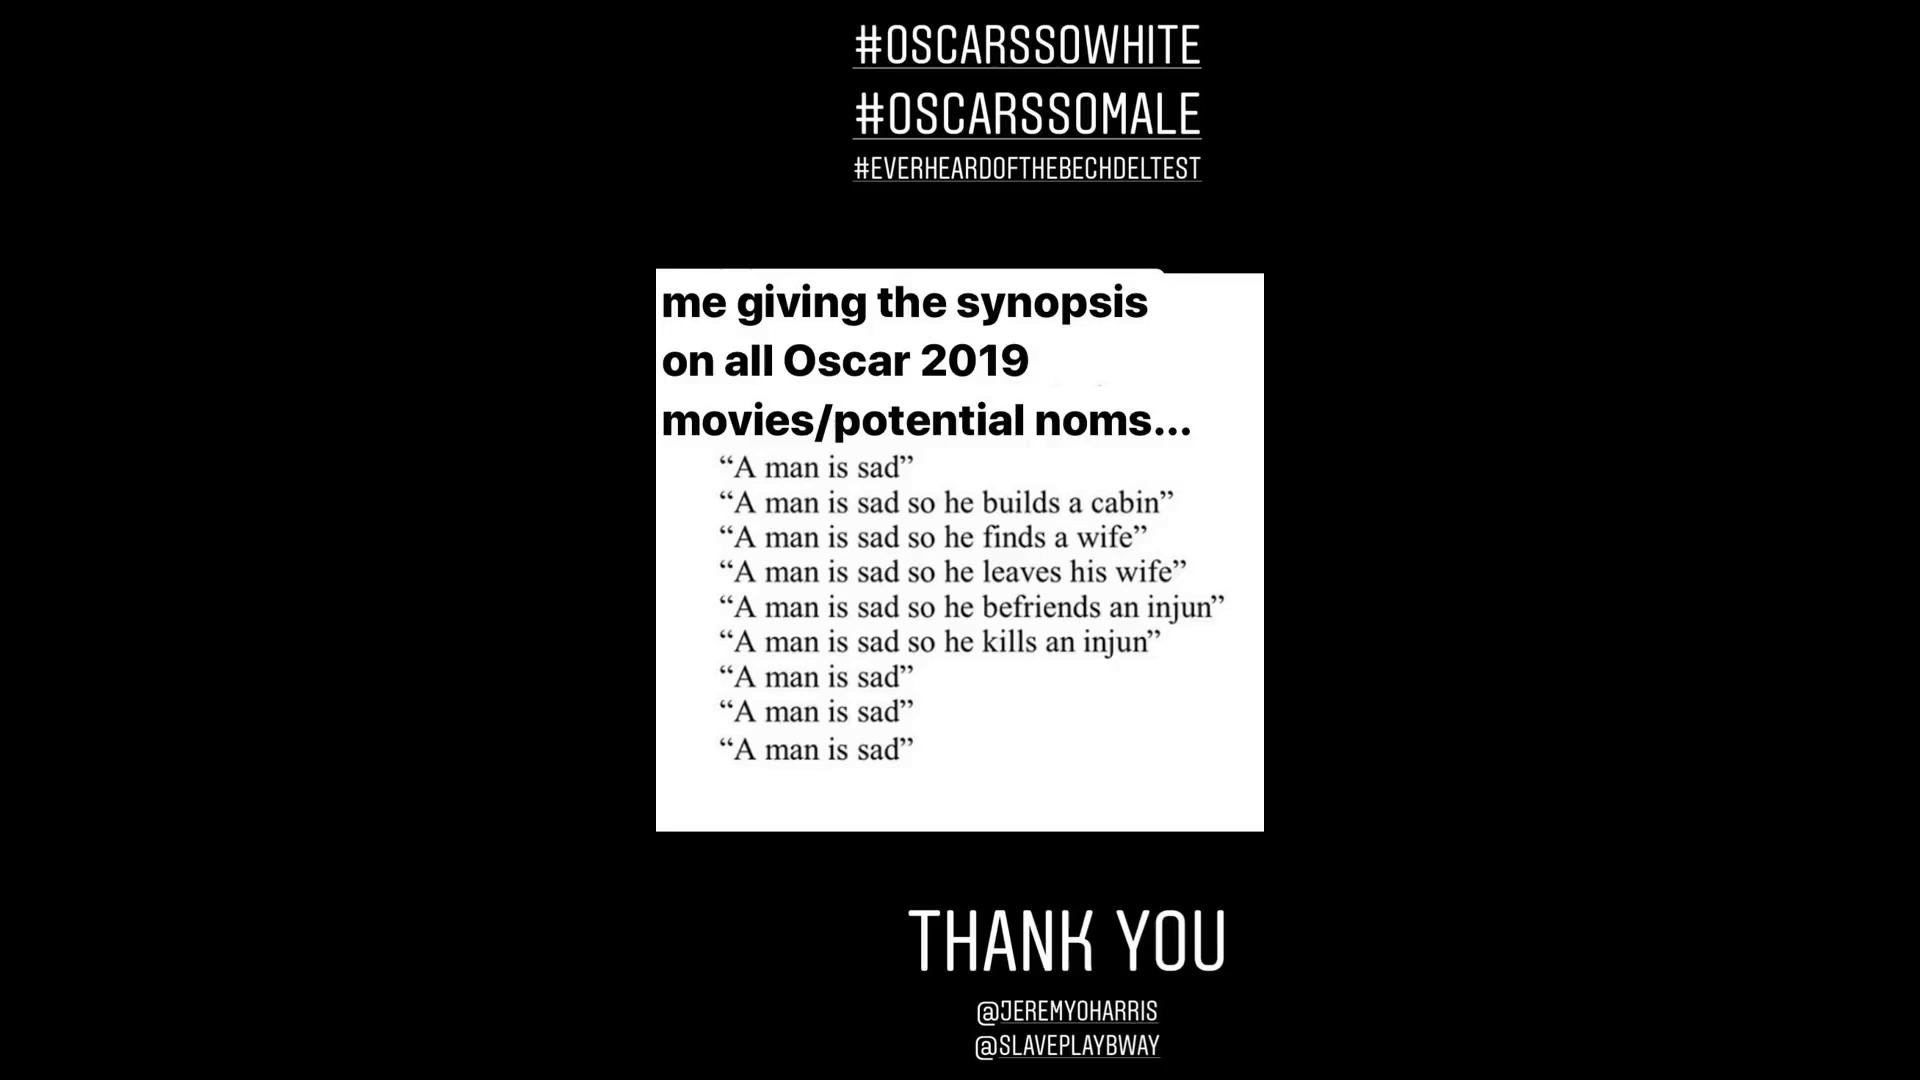 #OSCARSSOWHITE
#OSCARSSOMALE
#EVERHEARDOFTHEBECHDELTEST
me giving the synopsis
on all Oscar 2019
movies/potential noms...
“A man is sad”
“A man is sad so he builds a cabin”
“A man is sad so he finds a wife”
“A man is sad so he leaves his wife”
“A man is sad so he befriends an injun”
“A man is sad so he kills an injun”
“A man is sad”
“A man is sad”
“A man is sad”
THANK YOU
@JEREMYOHARRIS
@SLAVEPLAYBWAY